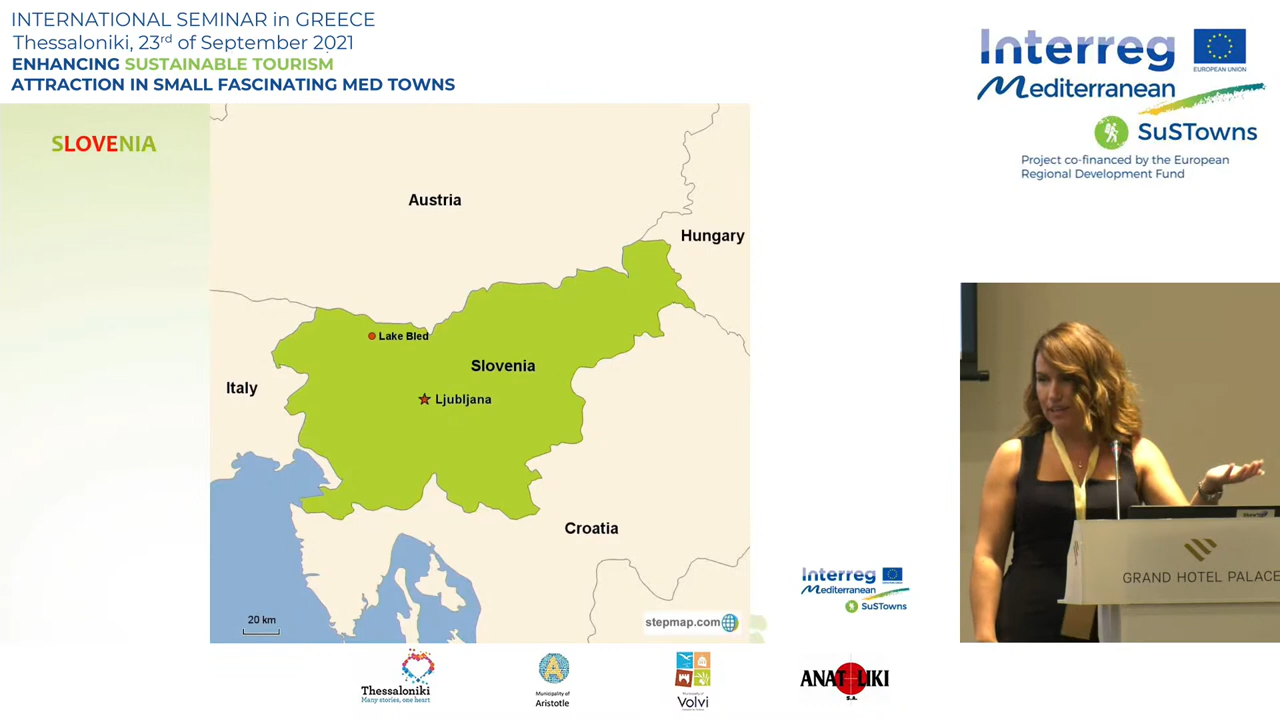 INTERNATIONAL SEMINAR in GREECE
Thessaloniki, 23rd of September 2021
ENHANCING SUSTAINABLE TOURISM
ATTRACTION IN SMALL FASCINATING MED TOWNS
Interreg
EUROPEAN UNION
Mediterranean
SuSTowns
Project co-financed by the European
Regional Development Fund
SLOVENIA
Austria
Hungary
Lake Bled
Slovenia
Italy
Ljubljana
Croatia
20 km
stepmap.com
GRAND HOTEL PALACE
Interreg
Mediterranean
SuSTowns
Thessaloniki
Many stories, one heart
Municipality of
Aristotle
Municipality of
Volvi
ANATOLIKI
S.A.